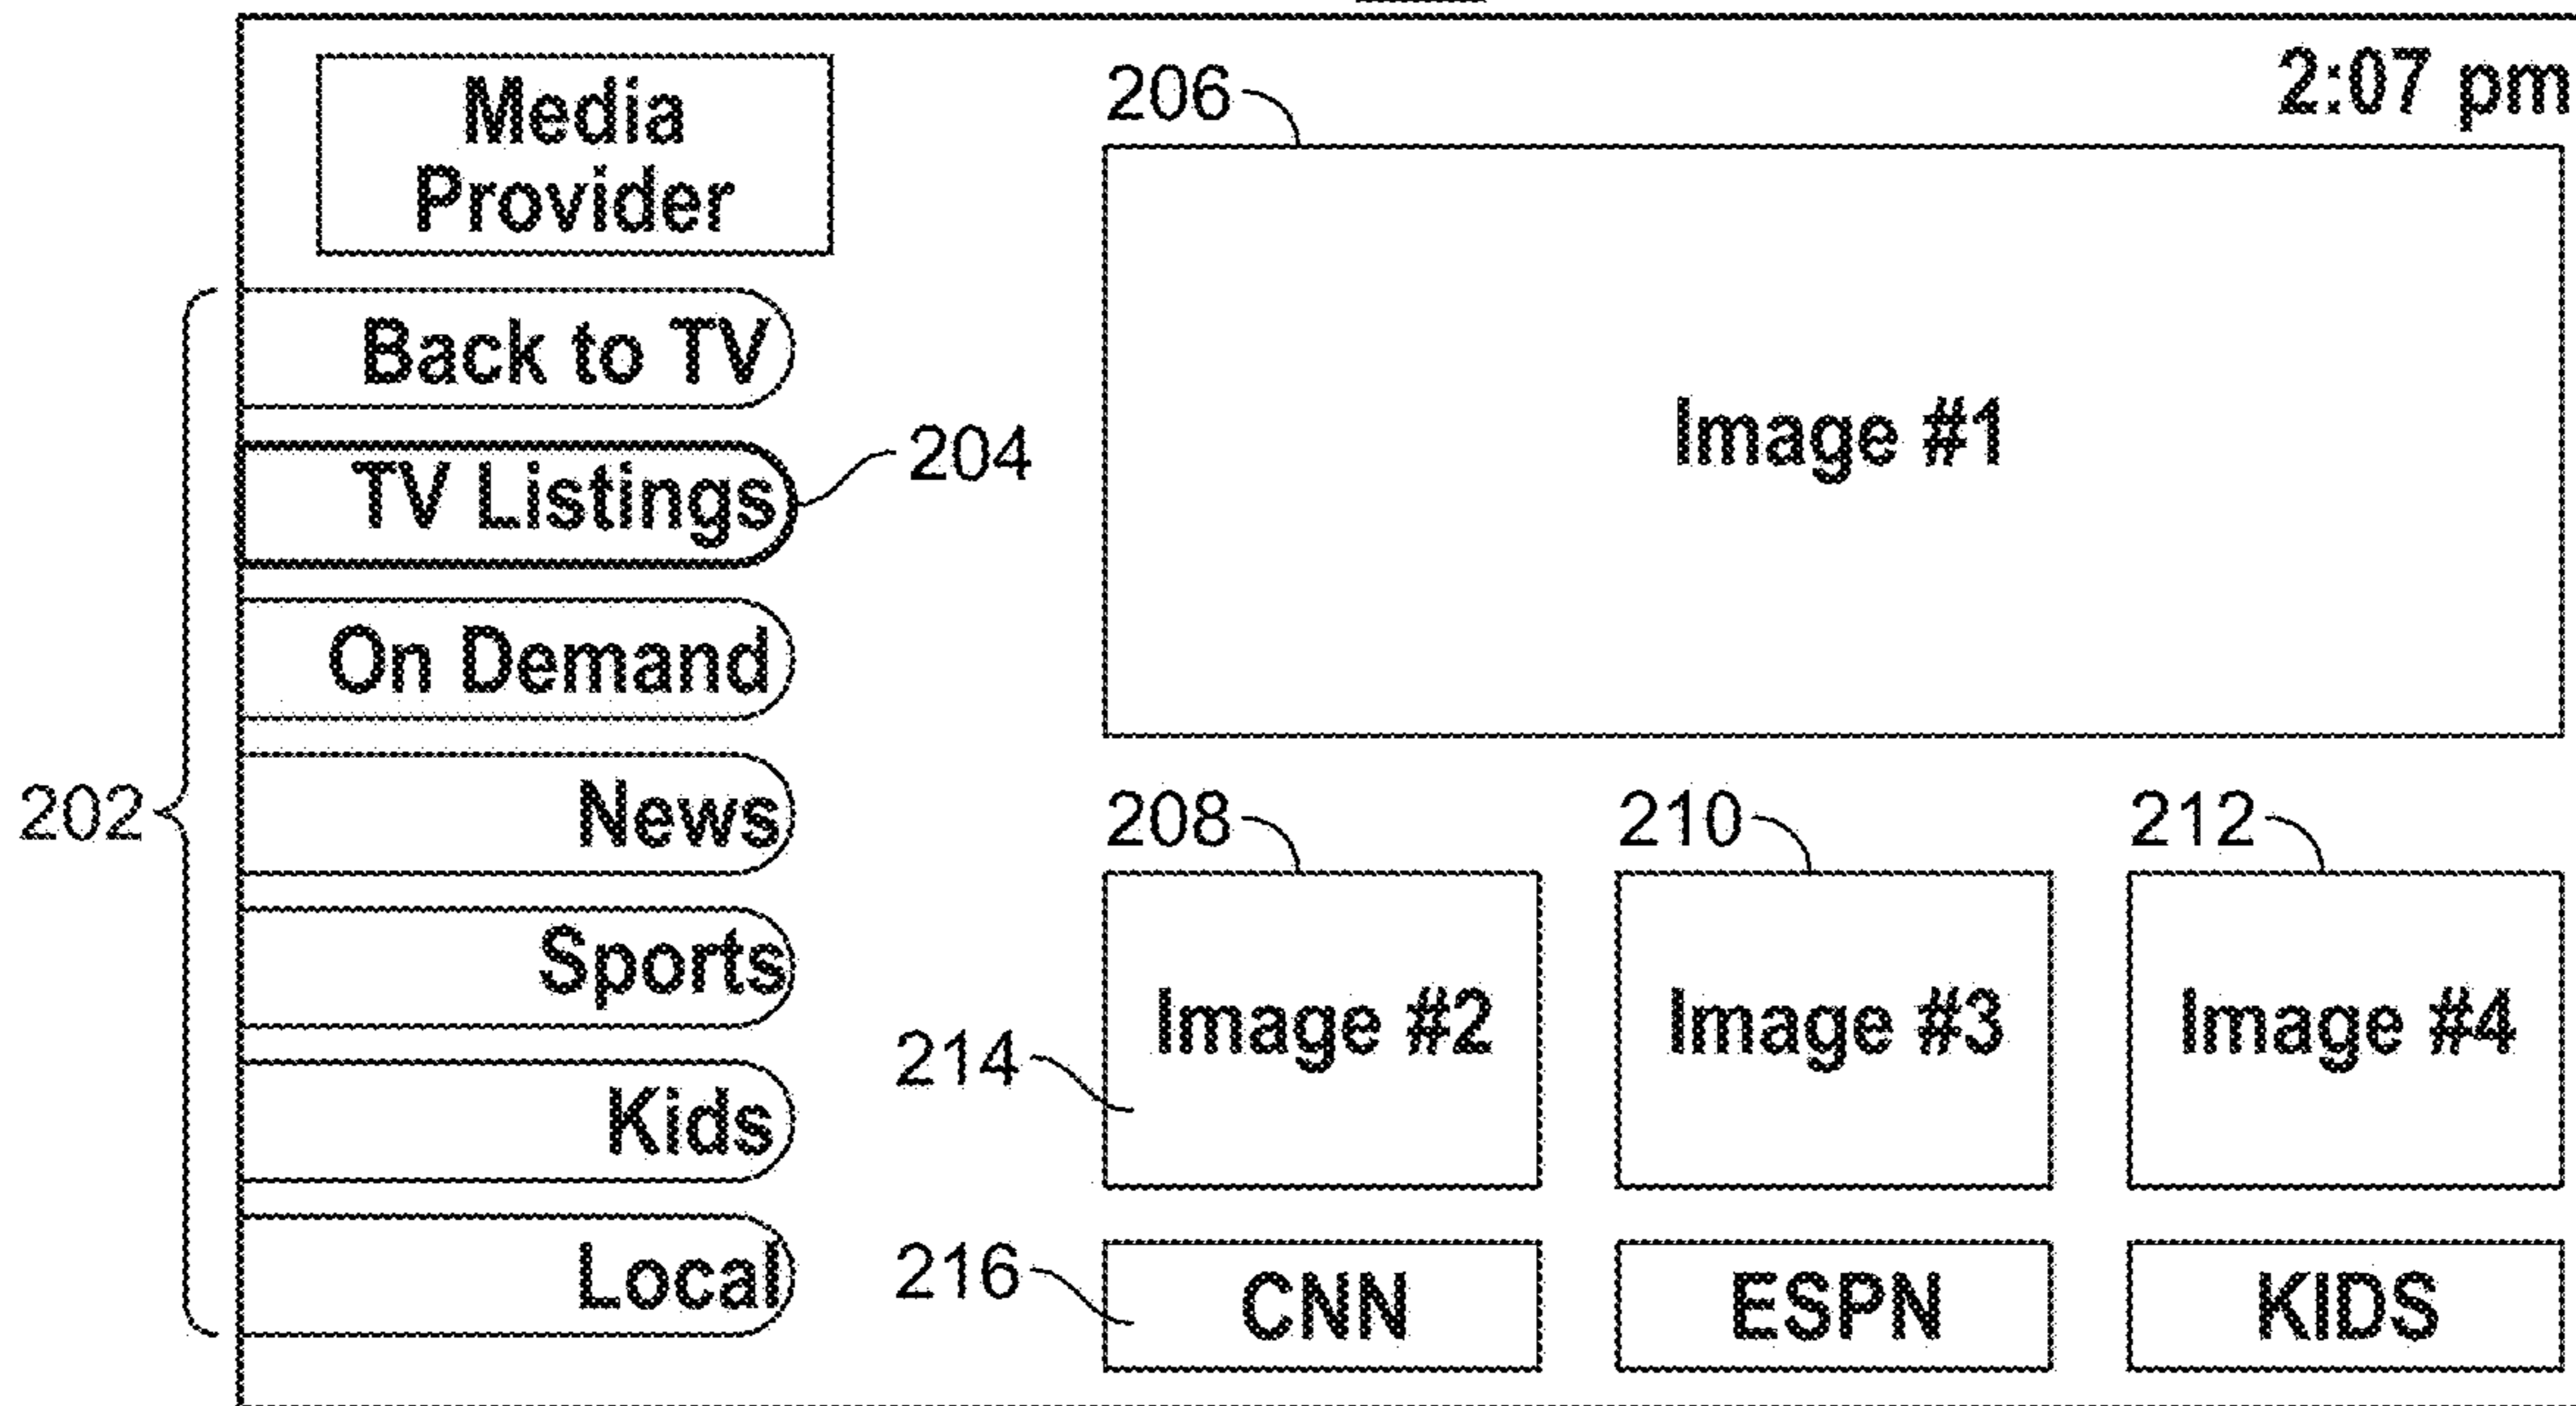 2:07 pm
Media
Provider
206
Back to TV
TV Listings
204
Image #1
On Demand
News
202
208
210
212
Sports
214
Image #2
Image #3
Image #4
Kids
Local
216
CNN
ESPN
KIDS